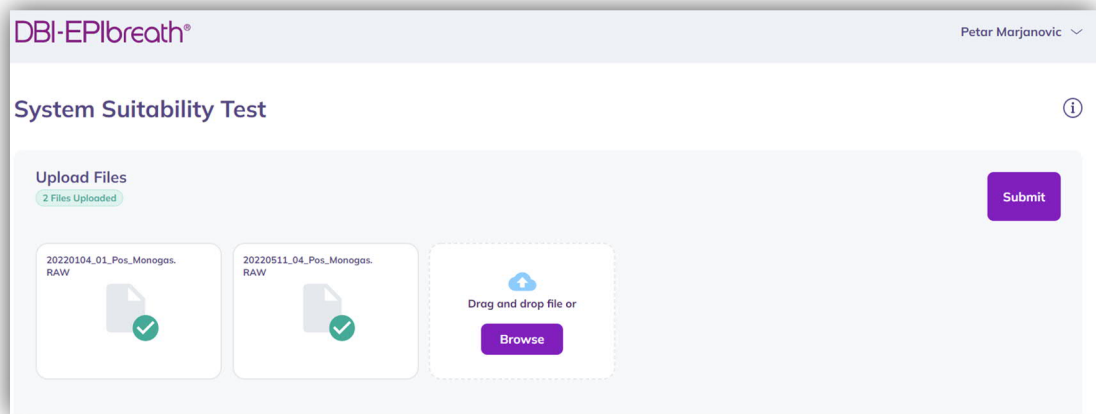 DBI-EPIbreath®
Petar Marjanovic
System Suitability Test
Upload Files
2 Files Uploaded
Submit
20220104_01_Pos_Monogas.
RAW
20220511_04_Pos_Monogas.
RAW
Drag and drop file or
Browse